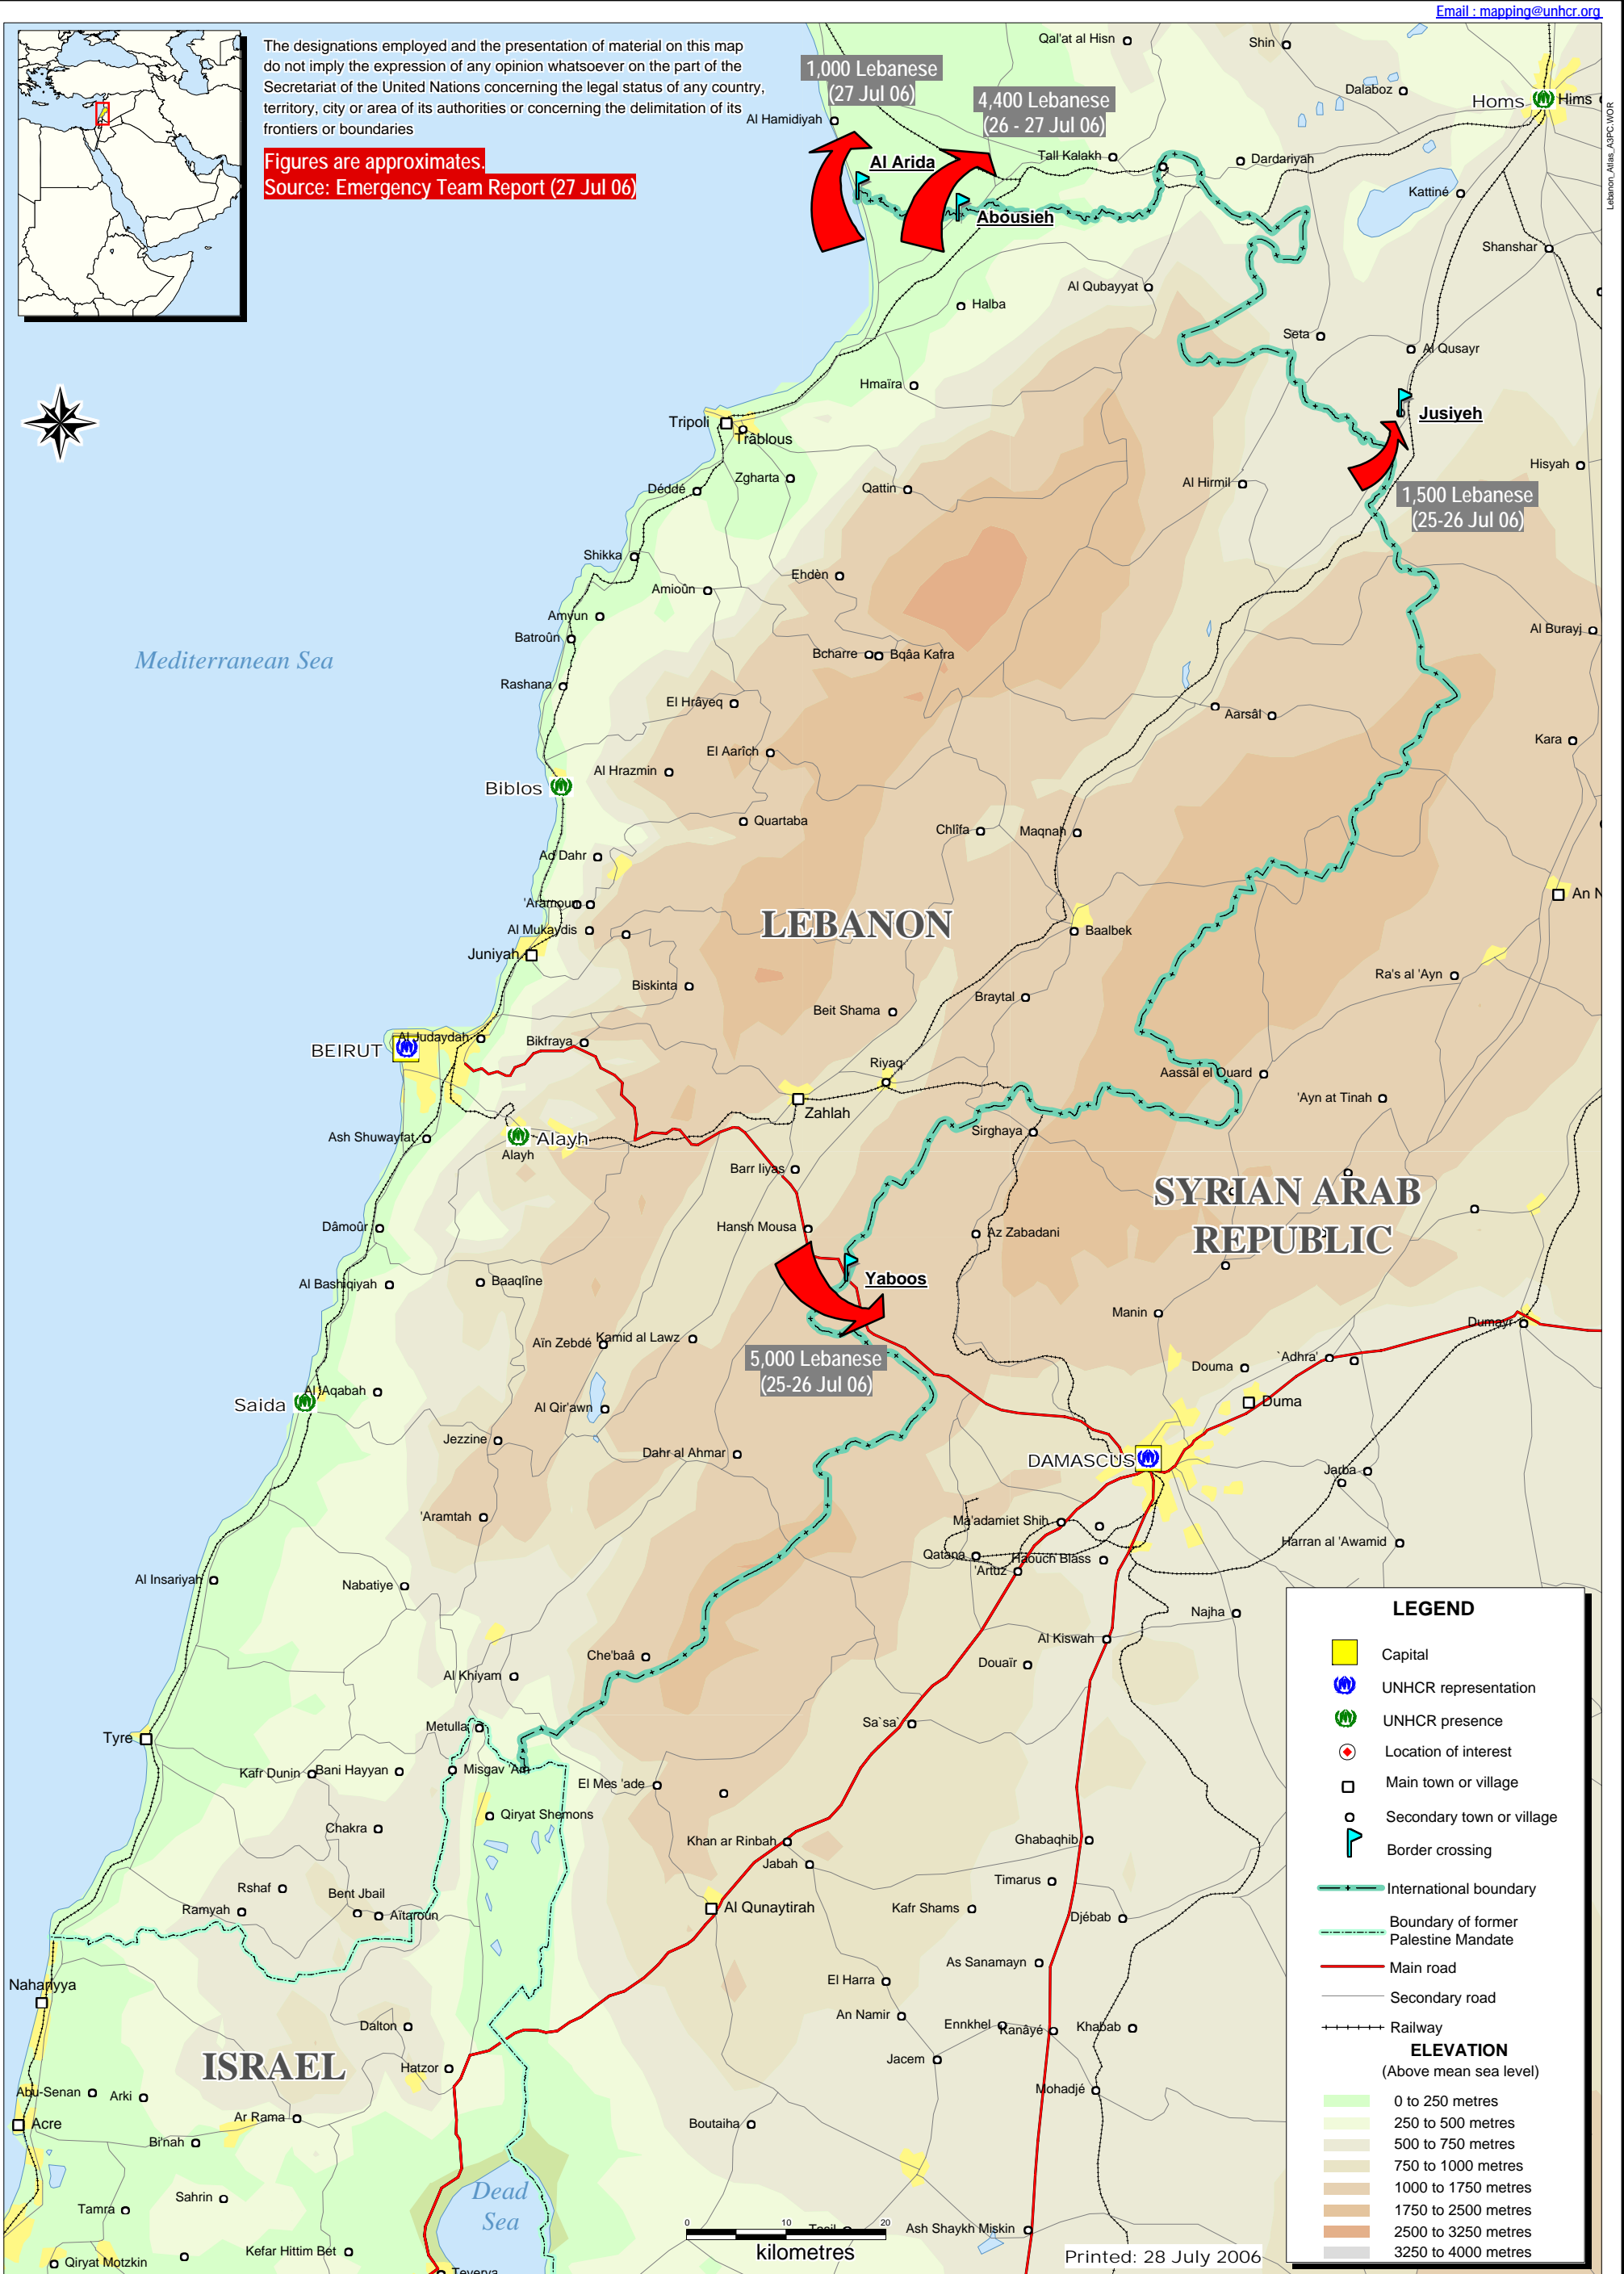 Email : mapping@unhcr.org
The designations employed and the presentation of material on this map
do not imply the expression of any opinion whatsoever on the part of the
Secretariat of the United Nations concerning the legal status of any country,
territory, city or area of its authorities or concerning the delimitation of its
frontiers or boundaries
Figures are approximates.
Source: Emergency Team Report (27 Jul 06)
1,000 Lebanese
(27 Jul 06)
4,400 Lebanese
(26 - 27 Jul 06)
Qal'at al Hisn
Shin
Dalaboz
Homs
Hims
Lebanon_Atlas_A3PC.WOR
Al Hamidiyah
Al Arida
Tall Kalakh
Dardariyah
Kattiné
Abousieh
Shanshar
Al Qubayyat
Halba
Seta
Al Qusayr
Hmaïra
Jusiyeh
Tripoli
Trâblous
Hisyah
Zgharta
Déddé
Qattin
Al Hirmil
1,500 Lebanese
(25-26 Jul 06)
Shikka
Ehdèn
Amioûn
Amyun
Batroûn
Al Burayj
Mediterranean Sea
Bcharre
Bqâa Kafra
Rashana
El Hrâyeq
Aarsâl
Kara
El Aarîch
Al Hrazmin
Biblos
Quartaba
Chlîfa
Maqnah
Ad Dahr
An N
'Aramoun
LEBANON
Al Mukaydis
Baalbek
Juniyah
Ra's al 'Ayn
Biskinta
Braytal
Beit Shama
Al Judaydah
Bikfraya
BEIRUT
Riyaq
Aassâl el Ouard
'Ayn at Tinah
Zahlah
Ash Shuwayfat
Alayh
Alayh
Sirghaya
Barr Iiyas
SYRIAN ARAB
REPUBLIC
Dâmoûr
Hansh Mousa
Az Zabadani
Al Bashiqiyah
Baaqlîne
Yaboos
Manin
Dumayr
Aïn Zebdé
Kamid al Lawz
5,000 Lebanese
(25-26 Jul 06)
Douma
`Adhra'
Al 'Aqabah
Saida
Al Qir'awn
Duma
Jezzine
Dahr al Ahmar
DAMASCUS
Jarba
'Aramtah
Ma'adamiet Shih
Harran al 'Awamid
Qatana
Haouch Blass
'Artuz
Al Insariyah
Nabatiye
Najha
Al Kiswah
Che'baâ
Douaïr
Al Khiyam
Sa`sa`
Metulla
Tyre
Kafr Dunin
Bani Hayyan
Misgav 'Am
El Mes 'ade
Qiryat Shemons
Chakra
Khan ar Rinbah
Ghabaqhib
Jabah
Timarus
Rshaf
Bent Jbail
Ramyah
Aïtaroun
Al Qunaytirah
Kafr Shams
Djébab
As Sanamayn
El Harra
Nahariyya
An Namir
Ennkhel
Kanâyé
Khabab
Dalton
ISRAEL
Hatzor
Jacem
Mohadjé
Abu-Senan
Arki
Acre
Ar Rama
Boutaiha
Bi'nah
Dead
Sea
Sahrin
Tamra
Ash Shaykh Miskin
Kefar Hittim Bet
Qiryat Motzkin
Teverya
0 10 20
kilometres
Printed: 28 July 2006
LEGEND
Capital
UNHCR representation
UNHCR presence
Location of interest
Main town or village
Secondary town or village
Border crossing
International boundary
Boundary of former
Palestine Mandate
Main road
Secondary road
Railway
ELEVATION
(Above mean sea level)
0 to 250 metres
250 to 500 metres
500 to 750 metres
750 to 1000 metres
1000 to 1750 metres
1750 to 2500 metres
2500 to 3250 metres
3250 to 4000 metres